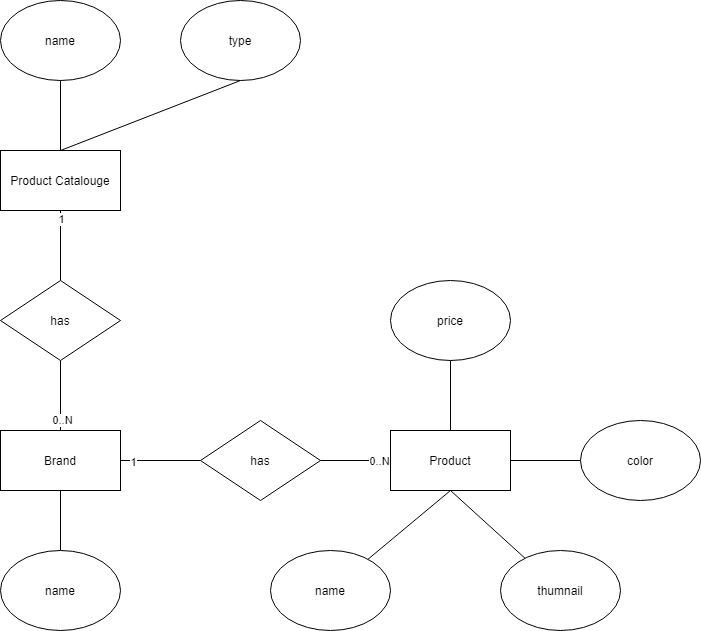 name
type
Product Catalouge
1
has
price
0..N
Brand
1
has
0..N
Product
color
name
name
thumnail